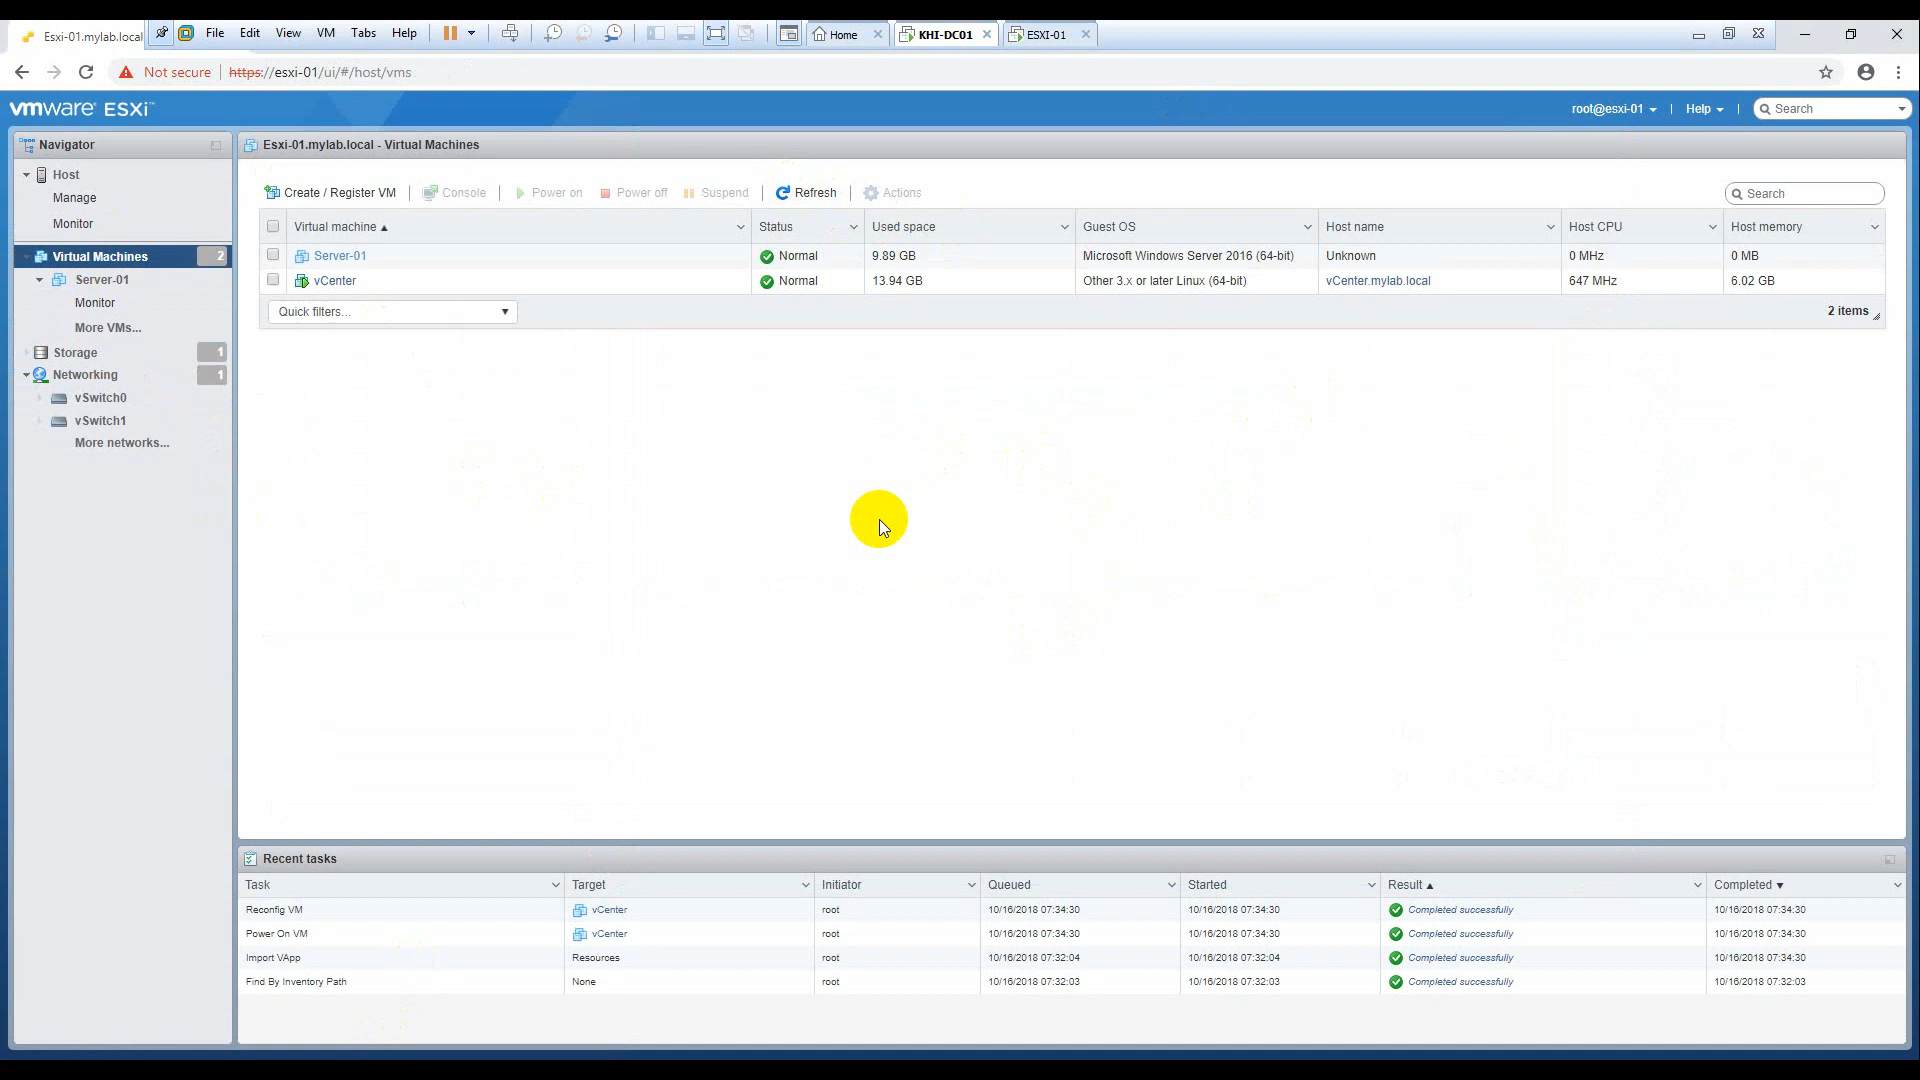 Esxi-01.mylab.local File Edit View VM Tabs Help Home KHI-DC01 ESXI-01
Not secure https://esxi-01/ui/#/host/vms
vmware ESXi™ root@esxi-01 Help Search
Navigator
Host
Manage
Monitor
Virtual Machines 2
Server-01
Monitor
More VMs...
Storage 1
Networking 1
vSwitch0
vSwitch1
More networks...
Esxi-01.mylab.local - Virtual Machines
Create / Register VM Console Power on Power off Suspend Refresh Actions Search
Virtual machine Status Used space Guest OS Host name Host CPU Host memory
Server-01 Normal 9.89 GB Microsoft Windows Server 2016 (64-bit) Unknown 0 MHz 0 MB
vCenter Normal 13.94 GB Other 3.x or later Linux (64-bit) vCenter.mylab.local 647 MHz 6.02 GB
Quick filters... 2 items
Recent tasks
Task Target Initiator Queued Started Result Completed
Reconfig VM vCenter root 10/16/2018 07:34:30 10/16/2018 07:34:30 Completed successfully 10/16/2018 07:34:30
Power On VM vCenter root 10/16/2018 07:34:30 10/16/2018 07:34:30 Completed successfully 10/16/2018 07:34:30
Import VApp Resources root 10/16/2018 07:32:04 10/16/2018 07:32:04 Completed successfully 10/16/2018 07:34:30
Find By Inventory Path None root 10/16/2018 07:32:03 10/16/2018 07:32:03 Completed successfully 10/16/2018 07:32:03